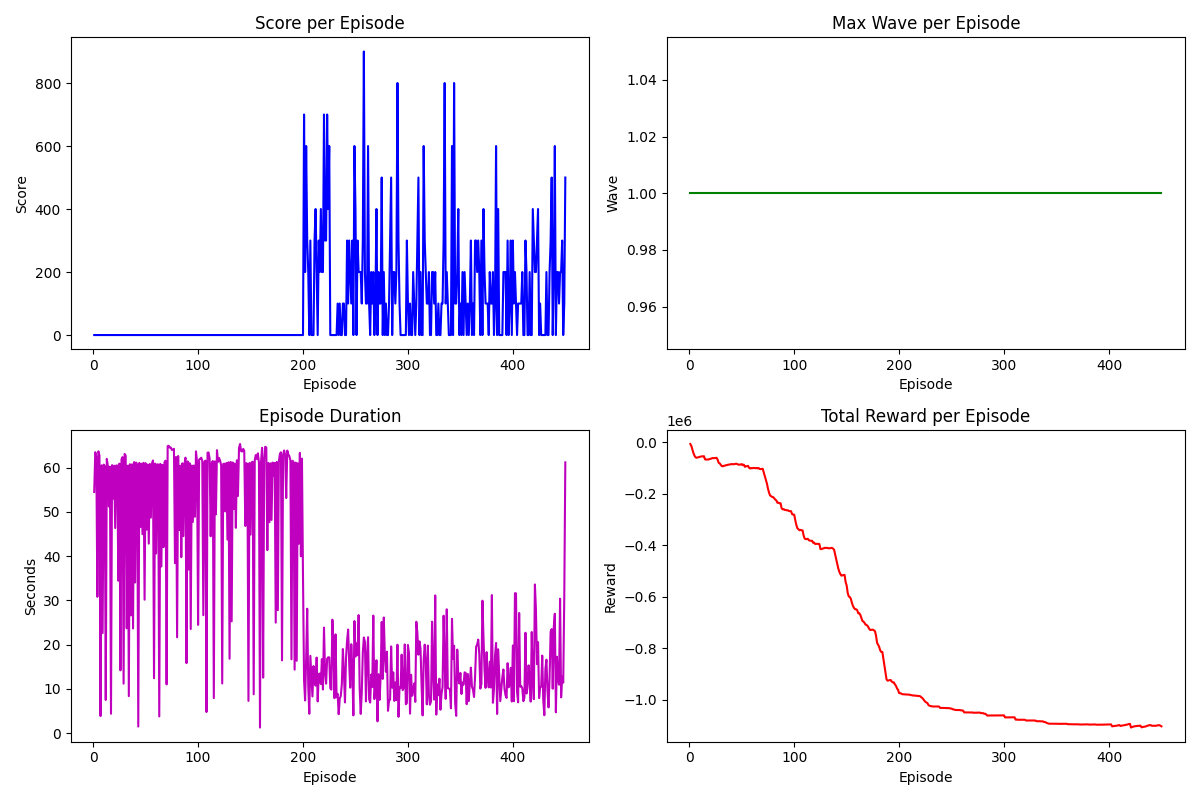 Score per Episode
Score
800
600
400
200
0
0 100 200 300 400
Episode
Max Wave per Episode
Wave
1.04
1.02
1.00
0.98
0.96
0 100 200 300 400
Episode
Episode Duration
Seconds
60
50
40
30
20
10
0
0 100 200 300 400
Episode
Total Reward per Episode
1e6
Reward
0.0
−0.2
−0.4
−0.6
−0.8
−1.0
0 100 200 300 400
Episode